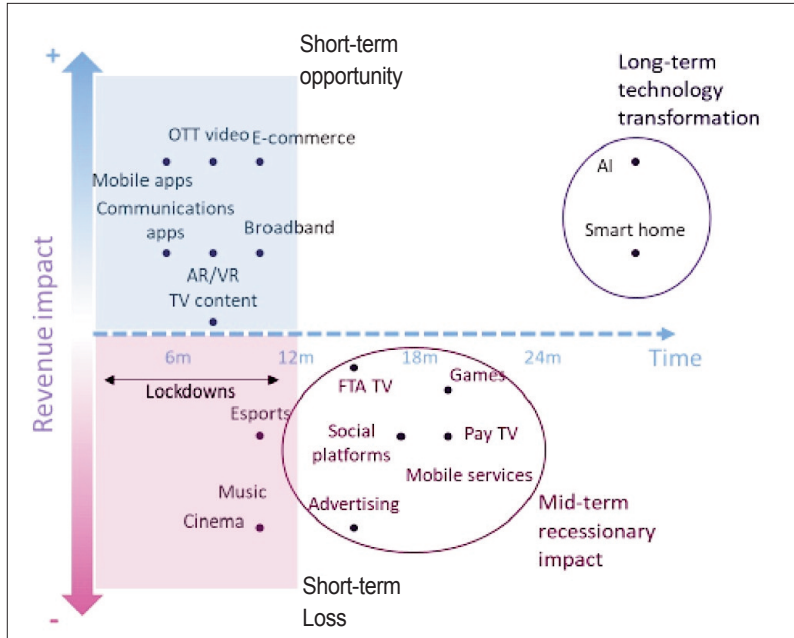 Short-term
opportunity
Long-term
technology
transformation
+
OTT video
E-commerce
Mobile apps
AI
Communications
apps
Broadband
Smart home
AR/VR
TV content
Revenue impact
6m
12m
18m
24m
Time
Lockdowns
FTA TV
Games
Esports
Social
platforms
Pay TV
Mobile services
Music
Cinema
Advertising
Mid-term
recessionary
impact
Short-term
Loss
-